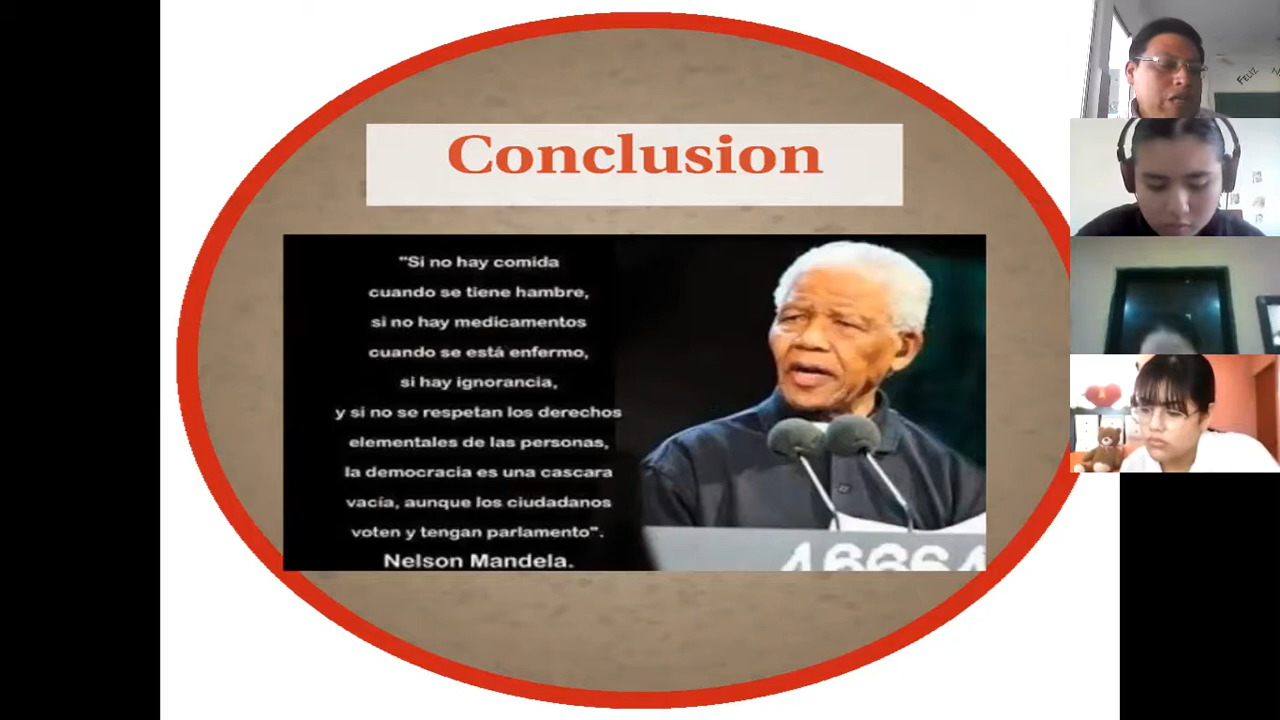 Conclusion
"Si no hay comida
cuando se tiene hambre,
si no hay medicamentos
cuando se está enfermo,
si hay ignorancia,
y si no se respetan los derechos
elementales de las personas,
la democracia es una cascara
vacía, aunque los ciudadanos
voten y tengan parlamento".
Nelson Mandela.
46664
FELIZ